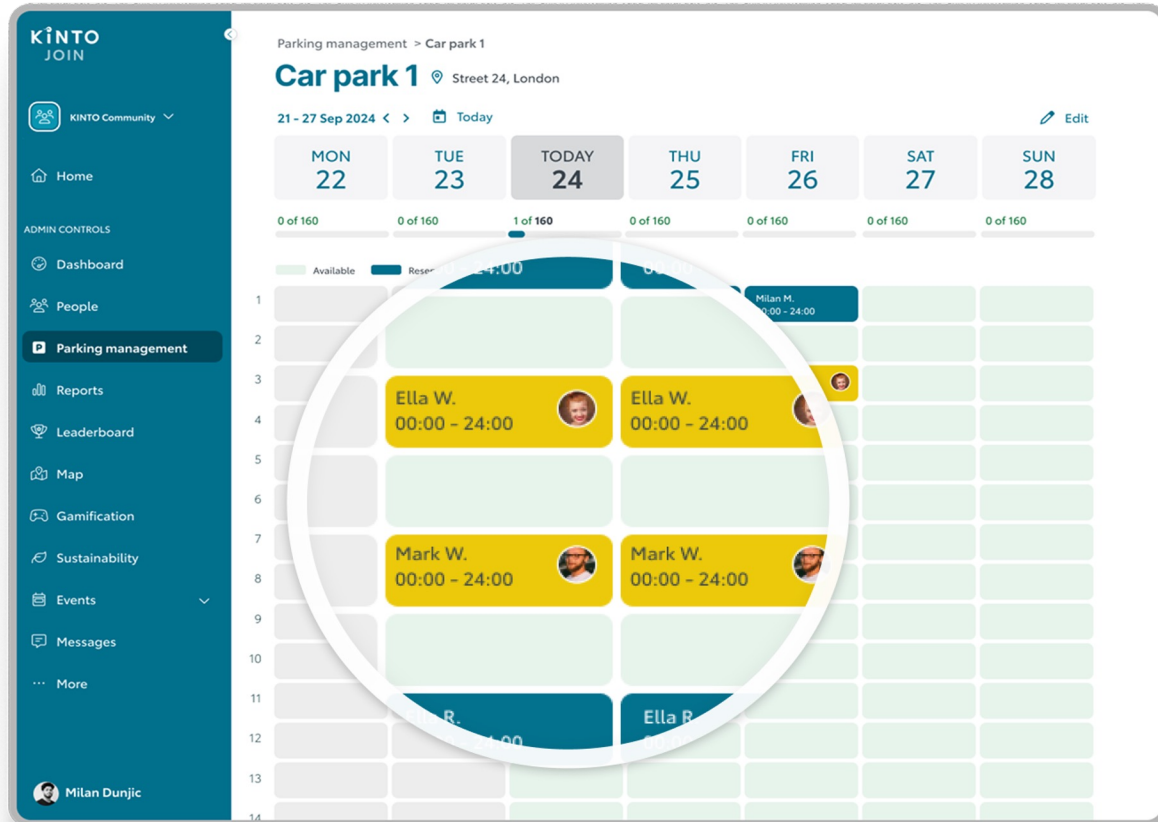 KINTO
JOIN
KINTO Community
Home
ADMIN CONTROLS
Dashboard
People
Parking management
Reports
Leaderboard
Map
Gamification
Sustainability
Events
Messages
More
Milan Dunjic
Parking management > Car park 1
Car park 1 Street 24, London
21 - 27 Sep 2024 < > Today Edit
MON TUE TODAY THU FRI SAT SUN
22 23 24 25 26 27 28
0 of 160 0 of 160 1 of 160 0 of 160 0 of 160 0 of 160 0 of 160
Available
24:00
1
Milan M.
00 - 24:00
2
3
Ella W. Ella W.
00:00 - 24:00 00:00 - 24:00
4
5
6
7
Mark W. Mark W.
00:00 - 24:00 00:00 - 24:00
8
9
10
11
R. Ella R
12
13
14